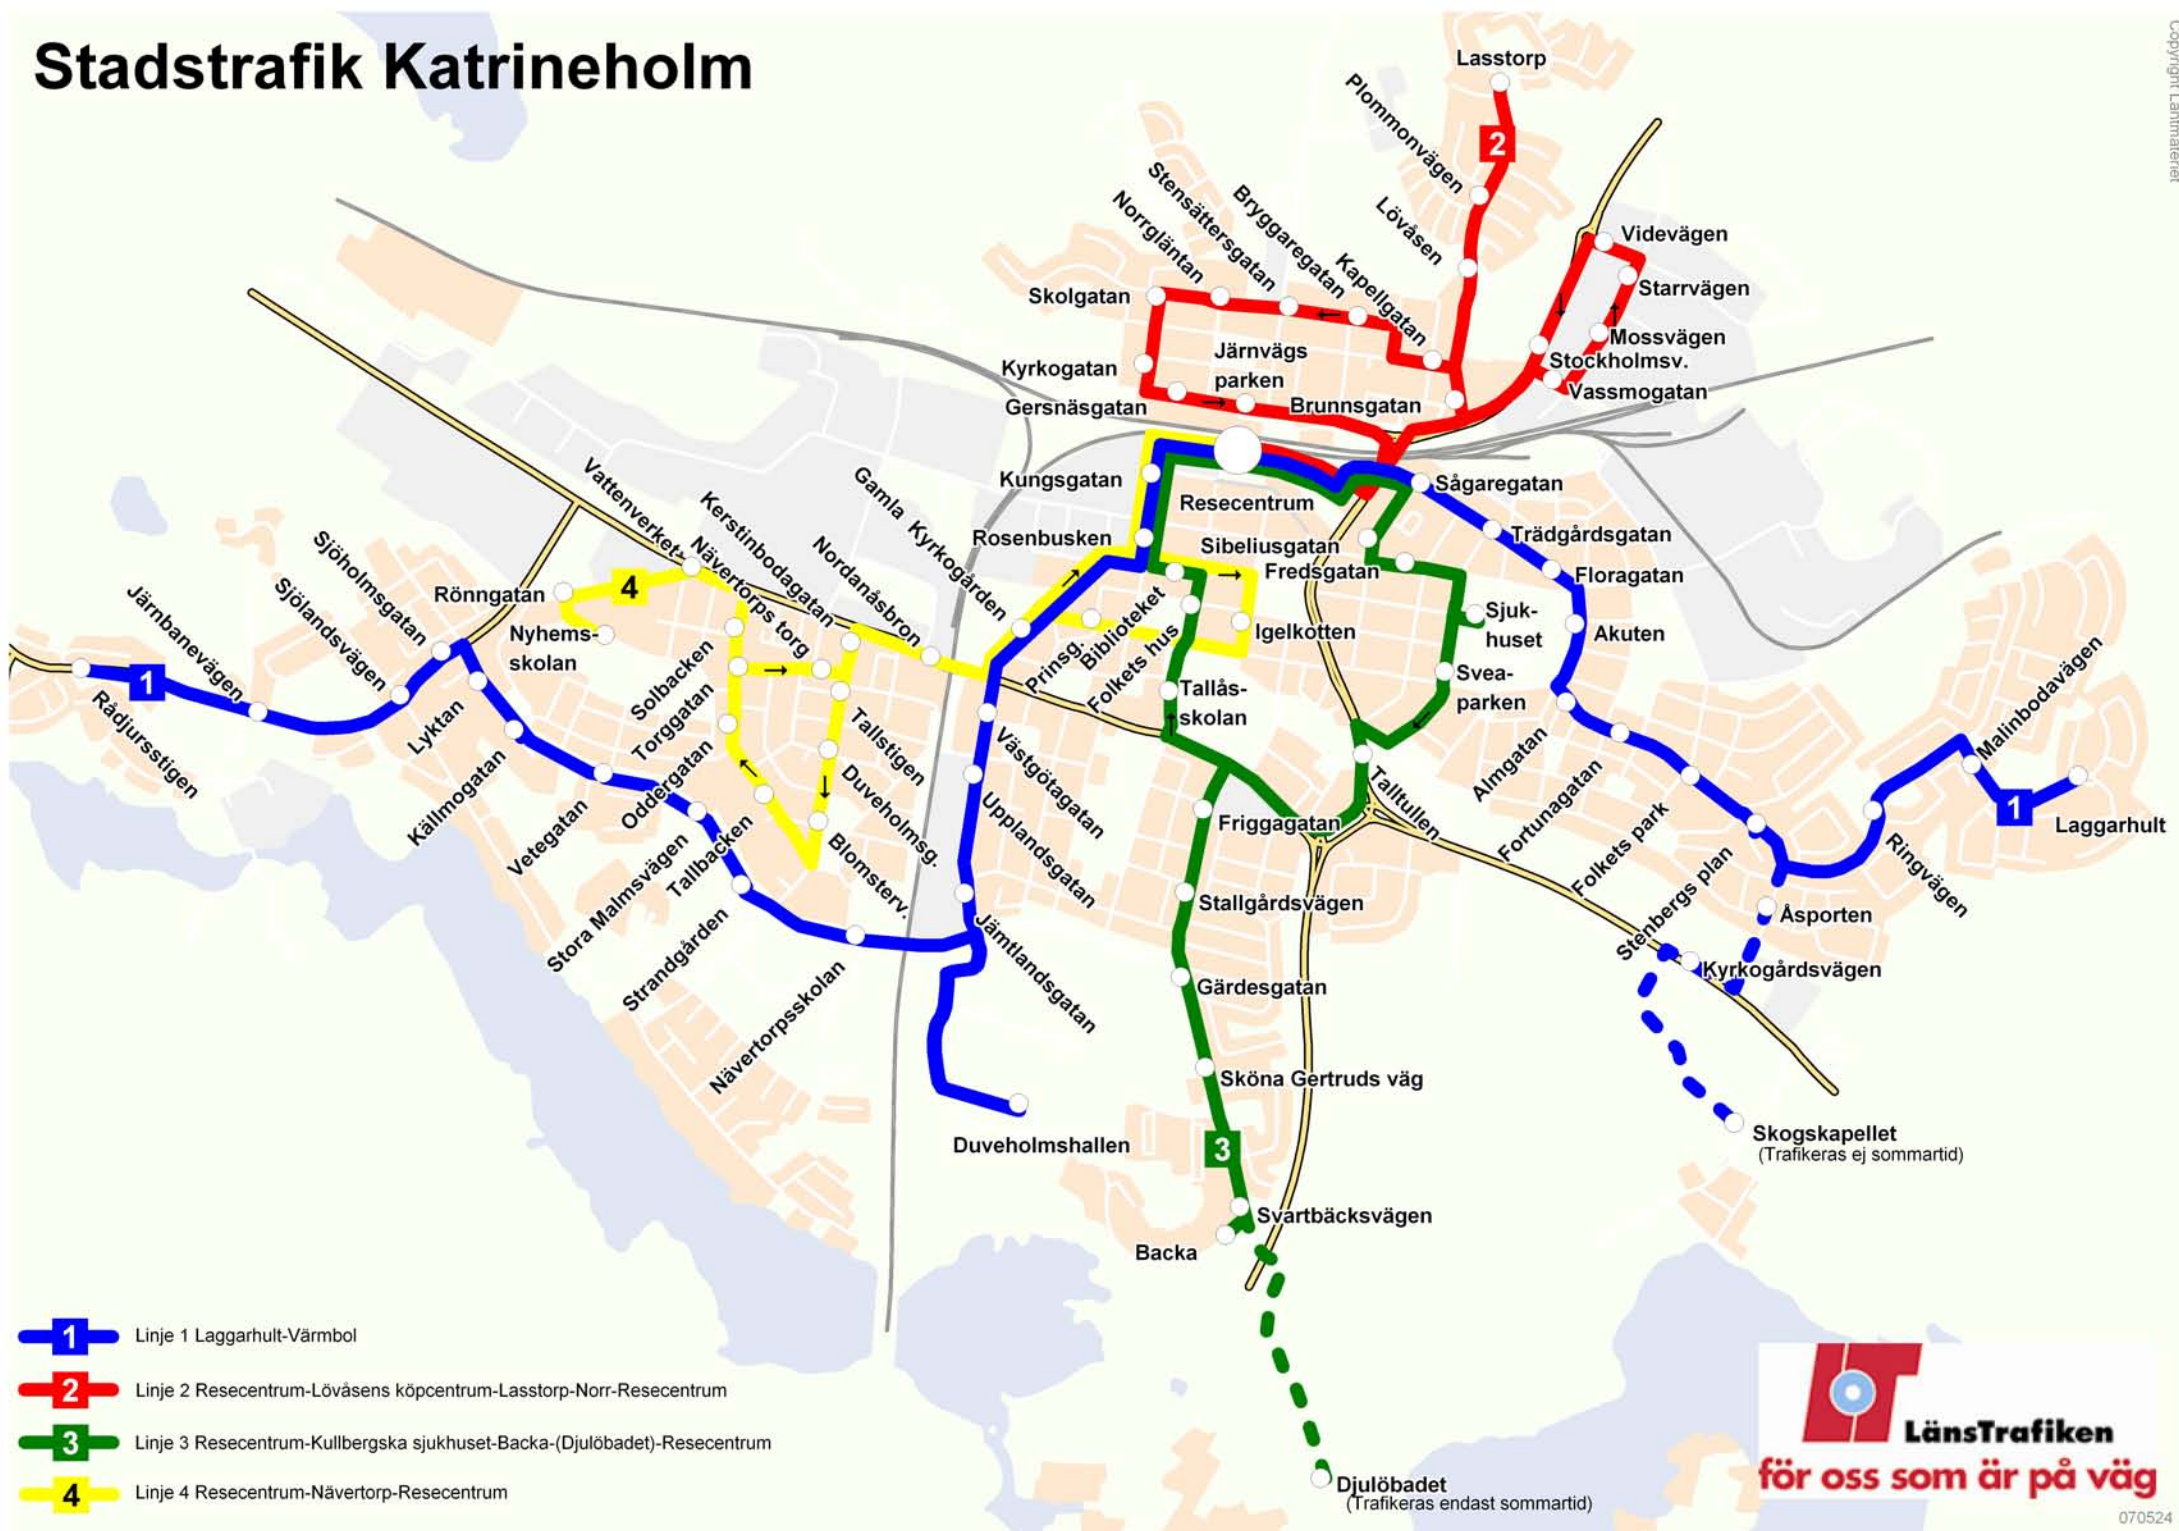 Stadstrafik Katrineholm
Copyright Lantmäteriet
Lasstorp
Plommonvägen
2
Lövåsen
Stensättersgatan
Bryggaregatan
Norrgläntan
Kapellgatan
Videvägen
Starrvägen
Mossvägen
Stockholmsv.
Vassmogatan
Skolgatan
Järnvägs
parken
Kyrkogatan
Gersnäsgatan
Brunnsgatan
Kungsgatan
Resecentrum
Sågaregatan
Rosenbusken
Sibeliusgatan
Fredsgatan
Trädgårdsgatan
Floragatan
Akuten
Sjuk-
huset
Svea-
parken
Vattenverket
Kerstinbodagatan
Nävertorps torg
Nordanåsbron
Gamla Kyrkogården
4
Rönngatan
Nyhems-
skolan
Sjöholmsgatan
Sjölandsvägen
Järnbanevägen
1
Rådjursstigen
Lyktan
Källmogatan
Vetegatan
Solbacken
Torggatan
Oddergatan
Stora Malmsvägen
Tallbacken
Strandgården
Nävertorpsskolan
Tallstigen
Duveholmsg.
Blomsterv.
Prinsg.
Biblioteket
Folkets hus
Igelkotten
Tallås-
skolan
Västgötagatan
Upplandsgatan
Jämtlandsgatan
Duveholmshallen
Friggagatan
Talltullen
Stallgårdsvägen
Gärdesgatan
Sköna Gertruds väg
3
Svartbäcksvägen
Backa
Almgatan
Fortunagatan
Folkets park
Stenbergs plan
Åsporten
Kyrkogårdsvägen
Ringvägen
Malinbodavägen
1
Laggarhult
Skogskapellet
(Trafikeras ej sommartid)
Djulöbadet
(Trafikeras endast sommartid)
1 Linje 1 Laggarhult-Värmbol
2 Linje 2 Resecentrum-Lövåsens köpcentrum-Lasstorp-Norr-Resecentrum
3 Linje 3 Resecentrum-Kullbergska sjukhuset-Backa-(Djulöbadet)-Resecentrum
4 Linje 4 Resecentrum-Nävertorp-Resecentrum
LT
LänsTrafiken
för oss som är på väg
070524